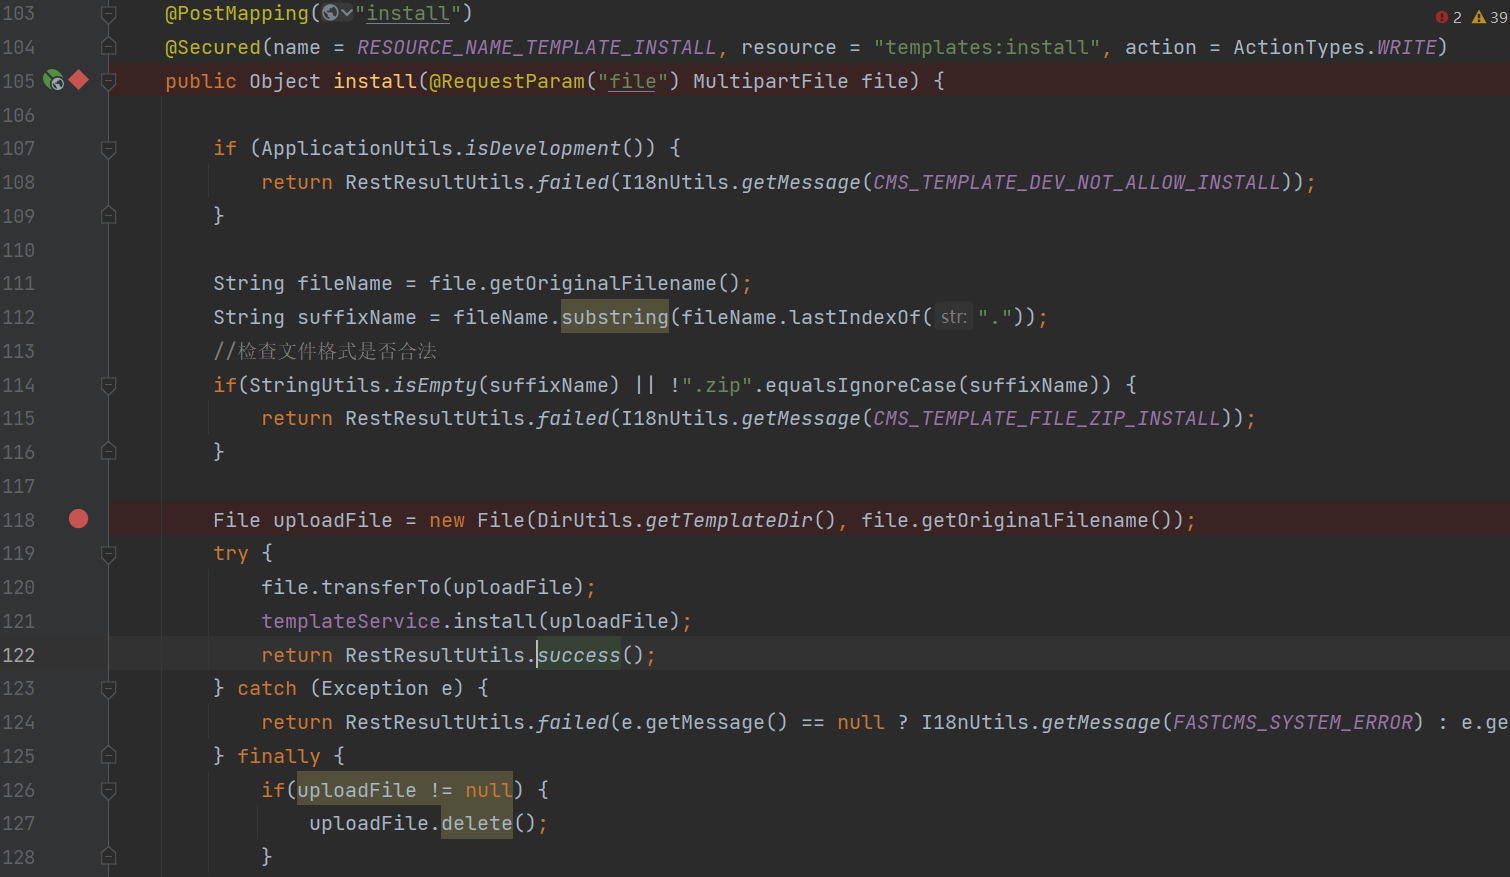 103 @PostMapping("install")
2 39
104 @Secured(name = RESOURCE_NAME_TEMPLATE_INSTALL, resource = "templates:install", action = ActionTypes.WRITE)
105 public Object install(@RequestParam("file") MultipartFile file) {
106
107 if (ApplicationUtils.isDevelopment()) {
108 return RestResultUtils.failed(I18nUtils.getMessage(CMS_TEMPLATE_DEV_NOT_ALLOW_INSTALL));
109 }
110
111 String fileName = file.getOriginalFilename();
112 String suffixName = fileName.substring(fileName.lastIndexOf( str: "."));
113 //检查文件格式是否合法
114 if(StringUtils.isEmpty(suffixName) || !".zip".equalsIgnoreCase(suffixName)) {
115 return RestResultUtils.failed(I18nUtils.getMessage(CMS_TEMPLATE_FILE_ZIP_INSTALL));
116 }
117
118 File uploadFile = new File(DirUtils.getTemplateDir(), file.getOriginalFilename());
119 try {
120 file.transferTo(uploadFile);
121 templateService.install(uploadFile);
122 return RestResultUtils.success();
123 } catch (Exception e) {
124 return RestResultUtils.failed(e.getMessage() == null ? I18nUtils.getMessage(FASTCMS_SYSTEM_ERROR) : e.ge
125 } finally {
126 if(uploadFile != null) {
127 uploadFile.delete();
128 }